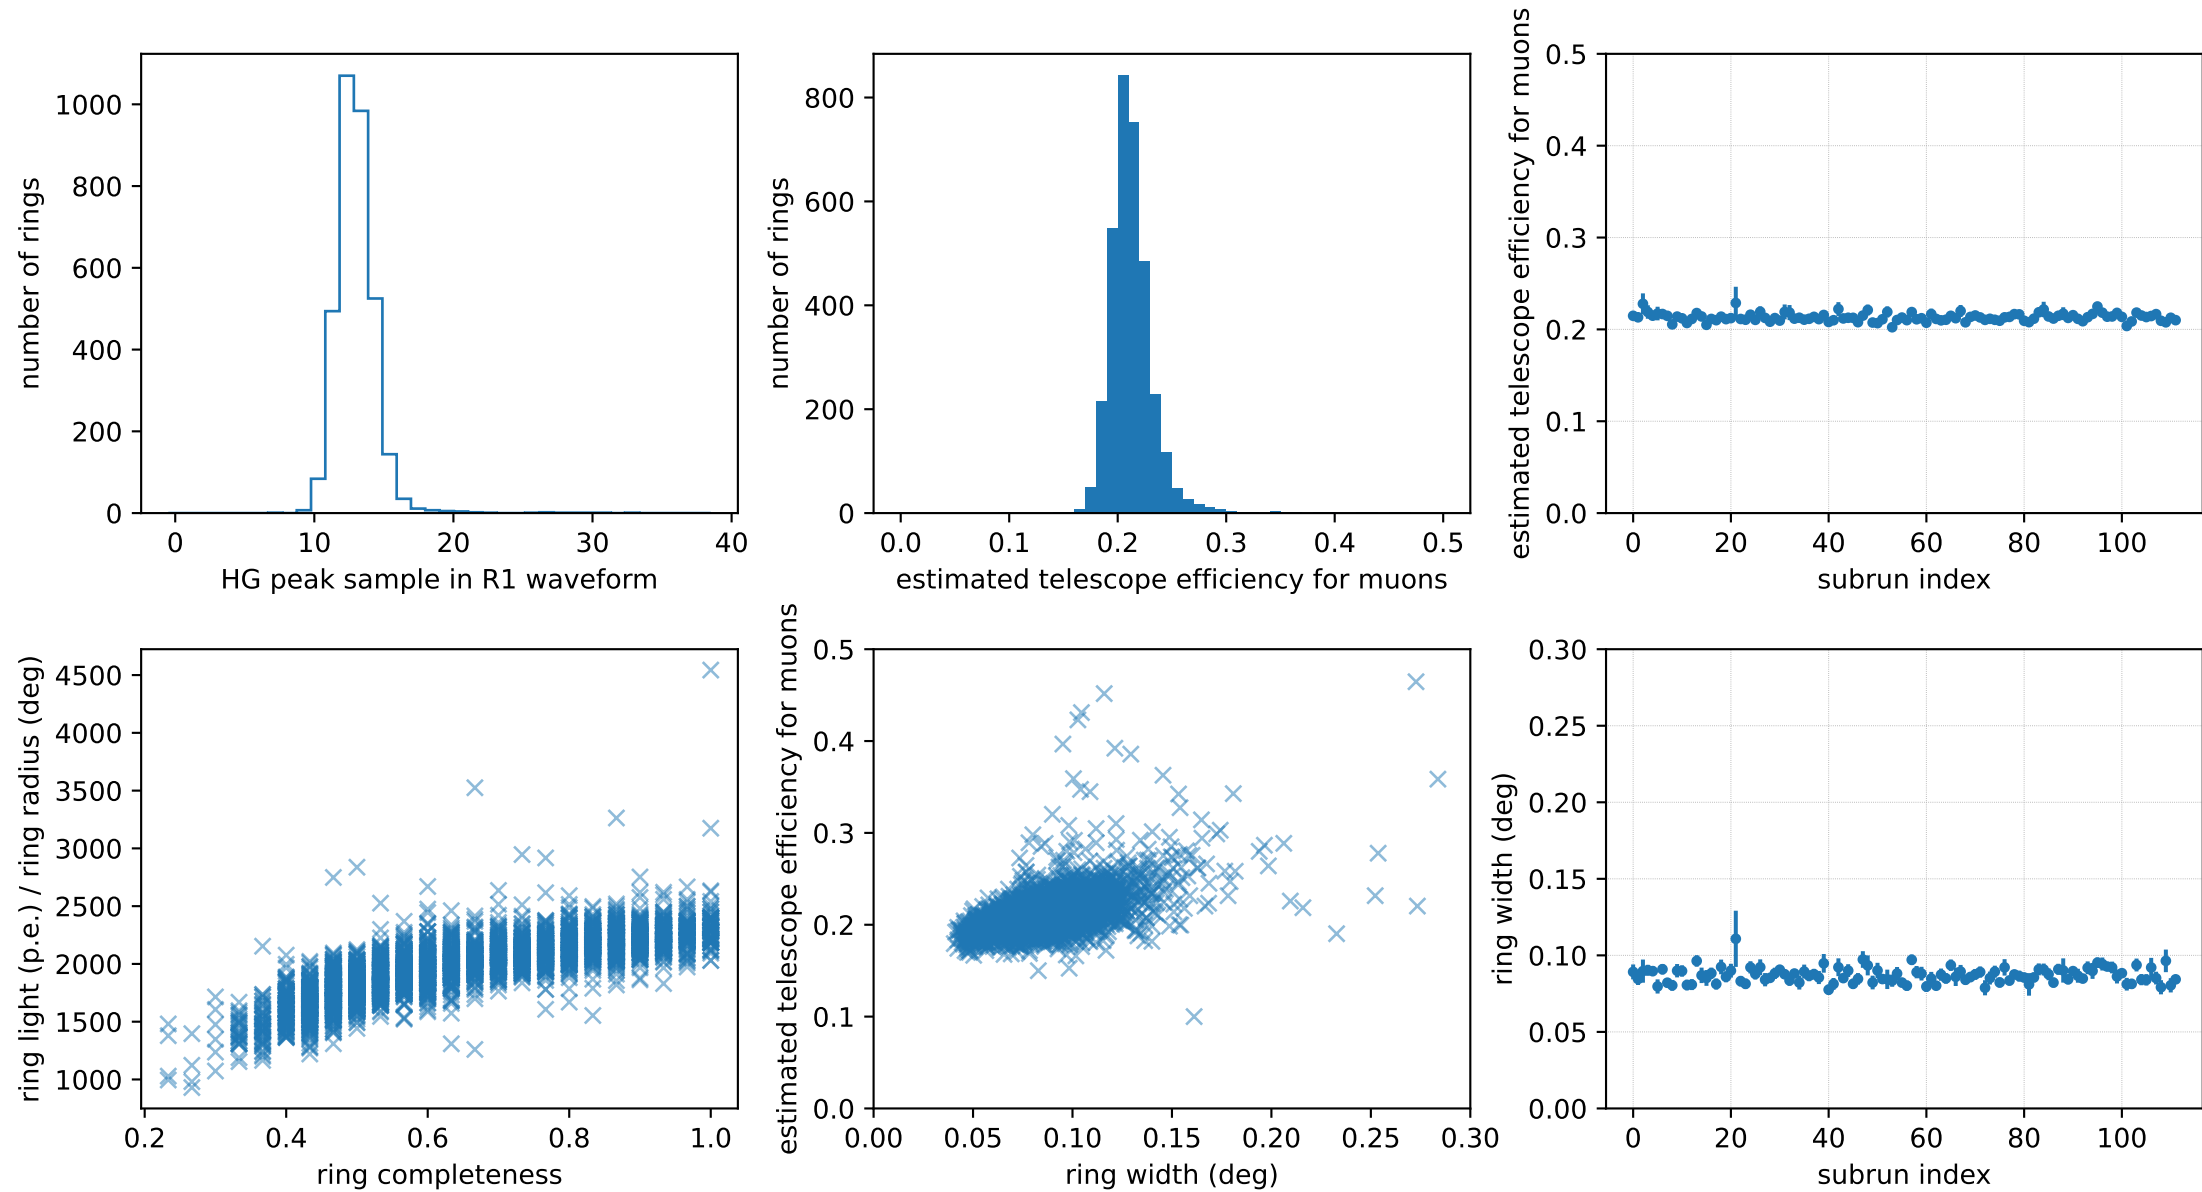 number of rings
1000
800
600
400
200
0
0 10 20 30 40
HG peak sample in R1 waveform
number of rings
800
600
400
200
0
0.0 0.1 0.2 0.3 0.4 0.5
estimated telescope efficiency for muons
estimated telescope efficiency for muons
0.5
0.4
0.3
0.2
0.1
0.0
0 20 40 60 80 100
subrun index
ring light (p.e.) / ring radius (deg)
4500
4000
3500
3000
2500
2000
1500
1000
0.2 0.4 0.6 0.8 1.0
ring completeness
estimated telescope efficiency for muons
0.5
0.4
0.3
0.2
0.1
0.0
0.00 0.05 0.10 0.15 0.20 0.25 0.30
ring width (deg)
ring width (deg)
0.30
0.25
0.20
0.15
0.10
0.05
0.00
0 20 40 60 80 100
subrun index